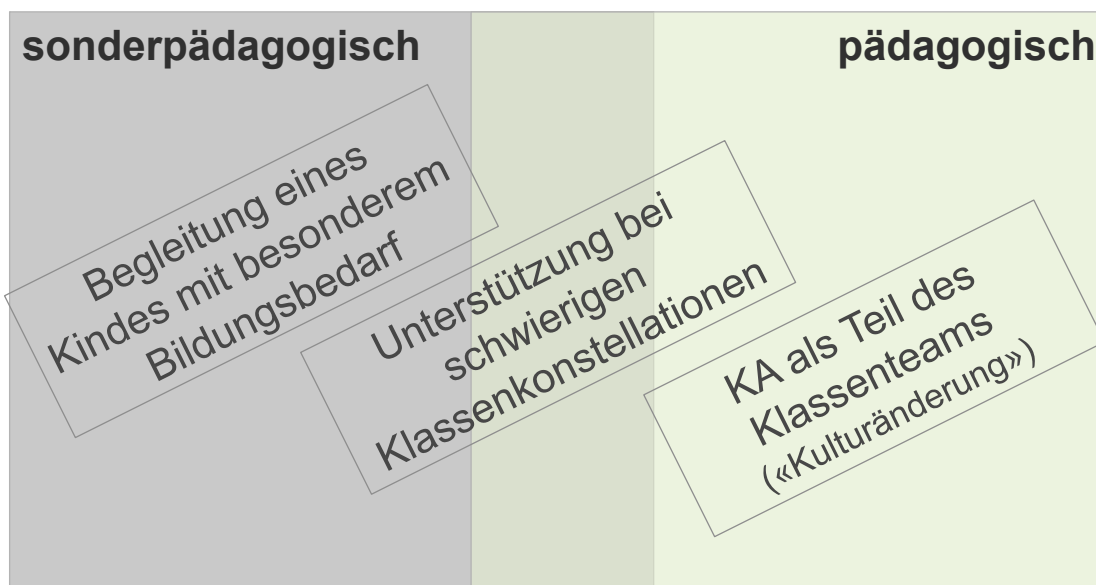 sonderpädagogisch
pädagogisch
Begleitung eines
Kindes mit besonderem
Bildungsbedarf
Unterstützung bei
schwierigen
Klassenkonstellationen
KA als Teil des
Klassenteams
(«Kulturänderung»)